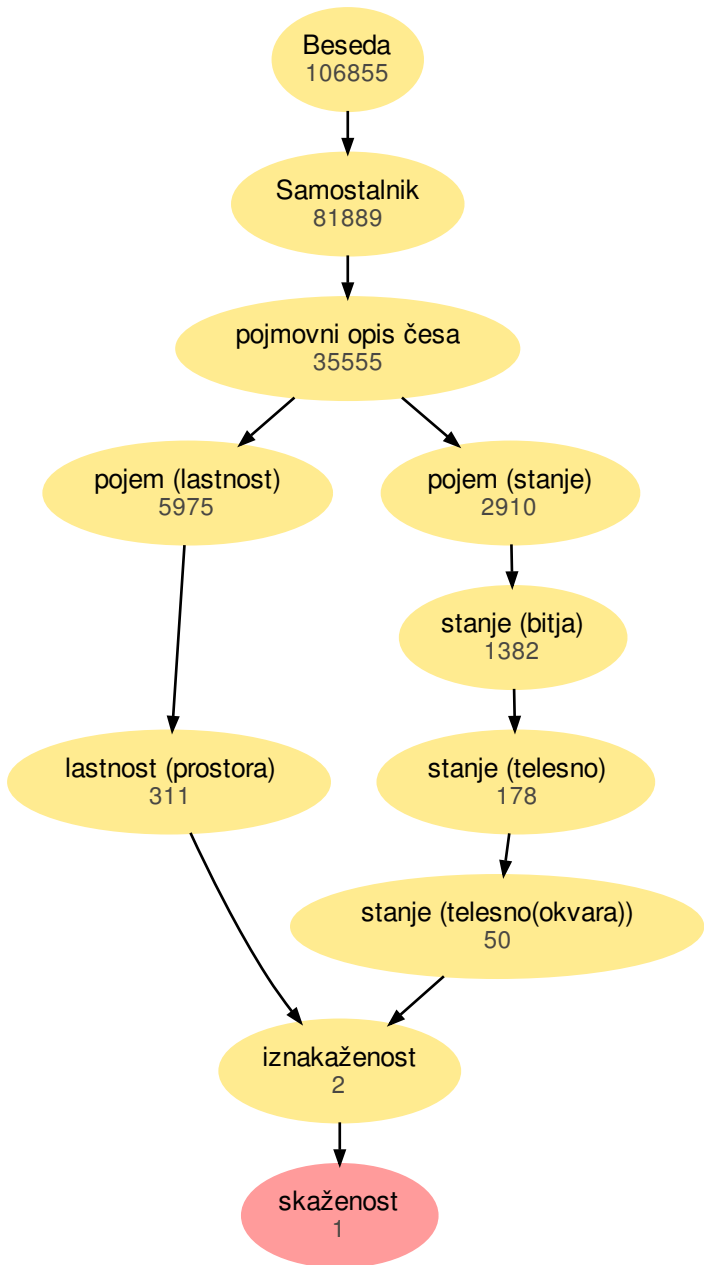 Beseda
106855
Samostalnik
81889
pojmovni opis česa
35555
pojem (lastnost)
5975
pojem (stanje)
2910
stanje (bitja)
1382
lastnost (prostora)
311
stanje (telesno)
178
stanje (telesno(okvara))
50
iznakaženost
2
skaženost
1